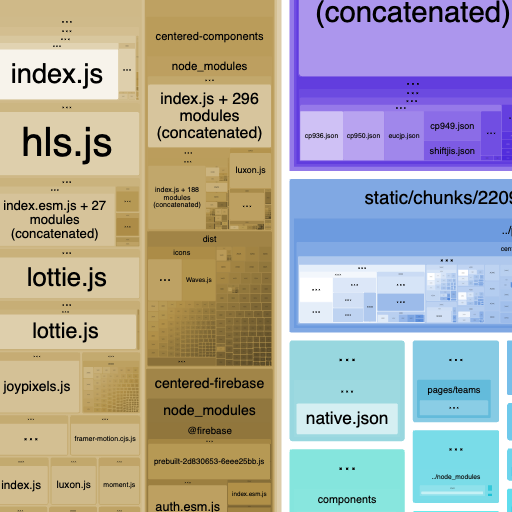 index.js
hls.js
index.esm.js + 27
modules
(concatenated)
lottie.js
lottie.js
joypixels.js
...
framer-motion.cjs.js
index.js
luxon.js
moment.js
centered-components
node_modules
index.js + 296
modules
(concatenated)
index.js + 188
modules
(concatenated)
luxon.js
...
dist
icons
...
Waves.js
centered-firebase
node_modules
@firebase
prebuilt-2d830653-6eee25bb.js
auth.esm.js
index.esm.js
(concatenated)
...
cp936.json
cp950.json
eucjp.json
cp949.json
shiftjis.json
...
static/chunks/2209
../
cen
...
...
native.json
...
pages/teams
...
...
../node_modules
...
components